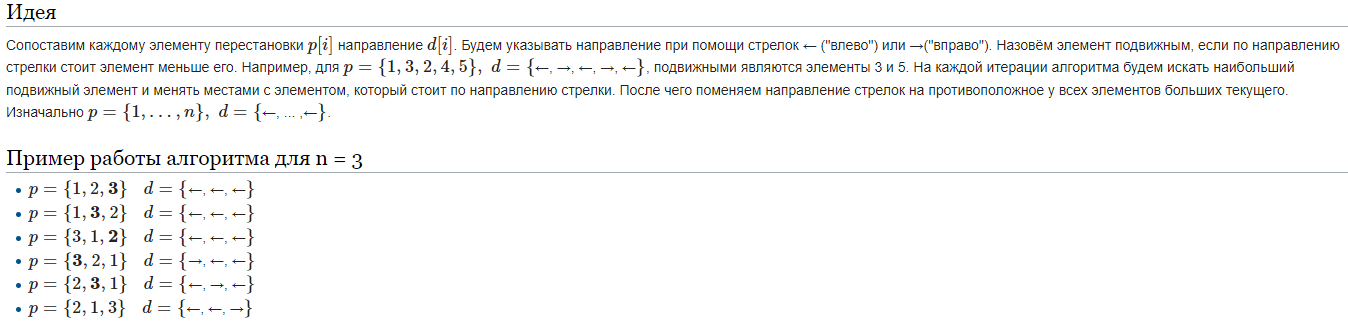 Идея
Сопоставим каждому элементу перестановки p[i] направление d[i]. Будем указывать направление при помощи стрелок ← ("влево") или →("вправо"). Назовём элемент подвижным, если по направлению
стрелки стоит элемент меньше его. Например, для p = {1, 3, 2, 4, 5}, d = {←, →, ←, →, ←}, подвижными являются элементы 3 и 5. На каждой итерации алгоритма будем искать наибольший
подвижный элемент и менять местами с элементом, который стоит по направлению стрелки. После чего поменяем направление стрелок на противоположное у всех элементов больших текущего.
Изначально p = {1, . . . , n}, d = {←, ... ,←}.
Пример работы алгоритма для n = 3
• p = {1, 2, 3} d = {←, ←, ←}
• p = {1, 3, 2} d = {←, ←, ←}
• p = {3, 1, 2} d = {←, ←, ←}
• p = {3, 2, 1} d = {→, ←, ←}
• p = {2, 3, 1} d = {←, →, ←}
• p = {2, 1, 3} d = {←, ←, →}